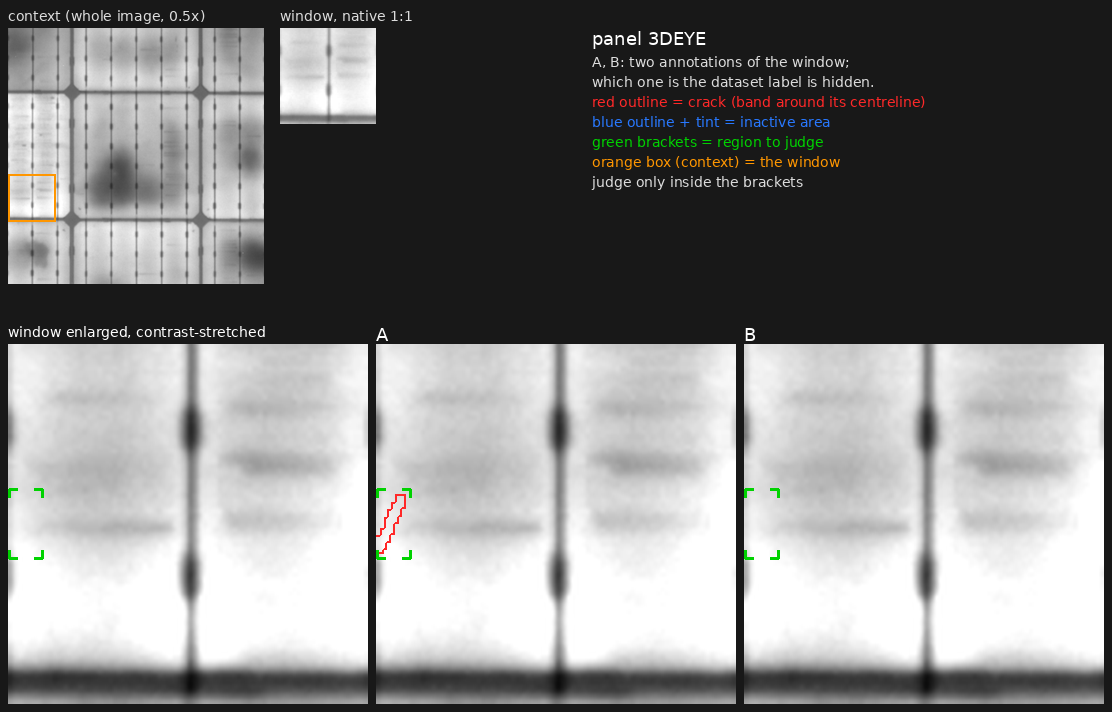 context (whole image, 0.5x)
window, native 1:1
panel 3DEYE
A, B: two annotations of the window;
which one is the dataset label is hidden.
red outline = crack (band around its centreline)
blue outline + tint = inactive area
green brackets = region to judge
orange box (context) = the window
judge only inside the brackets
window enlarged, contrast-stretched
A
B